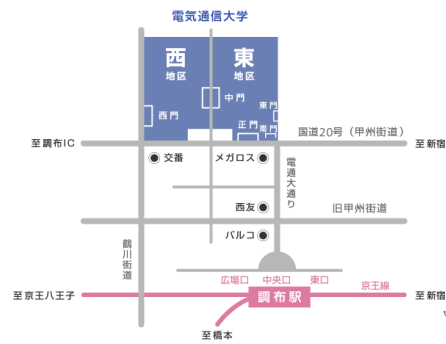 電気通信大学
西
地区
東
地区
中門
東門
西門
正門
南門
国道20号（甲州街道）
至調布IC
至新宿
交番
メガロス
電通大通り
西友
旧甲州街道
パルコ
鶴川街道
広場口
中央口
東口
京王線
至京王八王子
調布駅
至新宿
至橋本